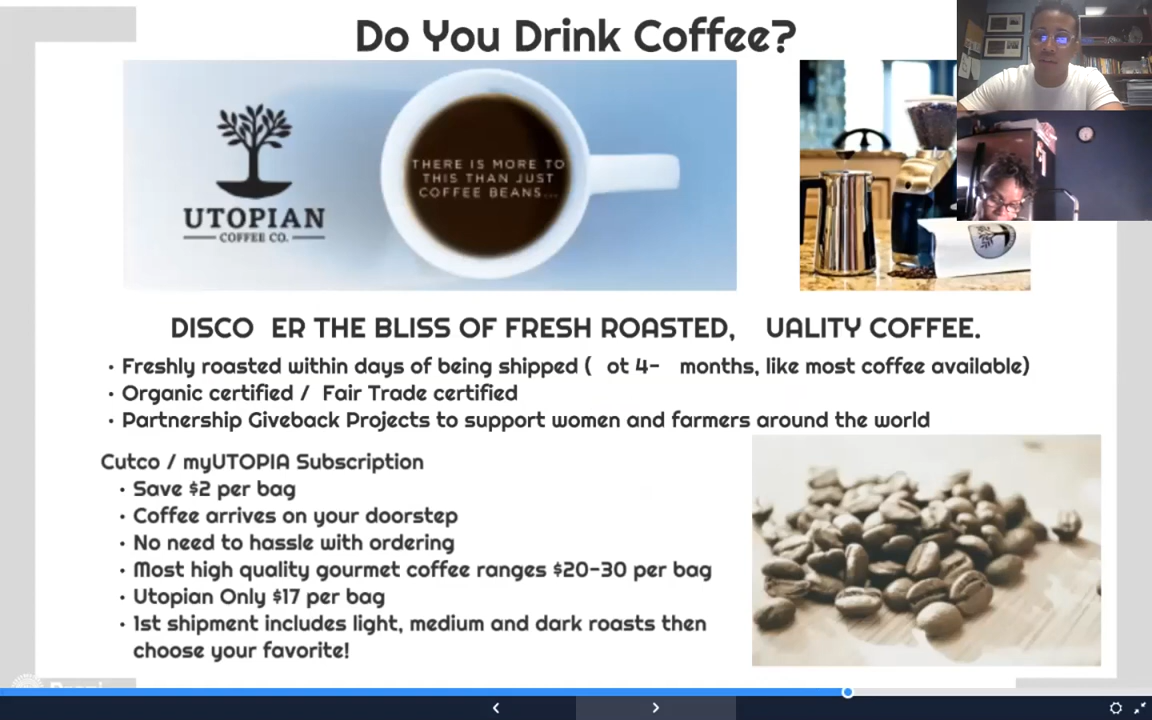 Do You Drink Coffee?
UTOPIAN
COFFEE CO.
THERE IS MORE TO
THIS THAN JUST
COFFEE BEANS...
DISCO ER THE BLISS OF FRESH ROASTED, UALITY COFFEE.
• Freshly roasted within days of being shipped ( ot 4- months, like most coffee available)
• Organic certified / Fair Trade certified
• Partnership Giveback Projects to support women and farmers around the world
Cutco / myUTOPIA Subscription
• Save $2 per bag
• Coffee arrives on your doorstep
• No need to hassle with ordering
• Most high quality gourmet coffee ranges $20-30 per bag
• Utopian Only $17 per bag
• 1st shipment includes light, medium and dark roasts then
choose your favorite!